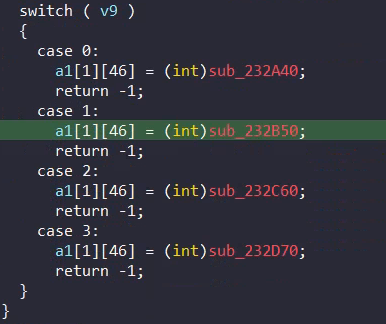 switch ( v9 )
{
case 0:
a1[1][46] = (int)sub_232A40;
return -1;
case 1:
a1[1][46] = (int)sub_232B50;
return -1;
case 2:
a1[1][46] = (int)sub_232C60;
return -1;
case 3:
a1[1][46] = (int)sub_232D70;
return -1;
}
}